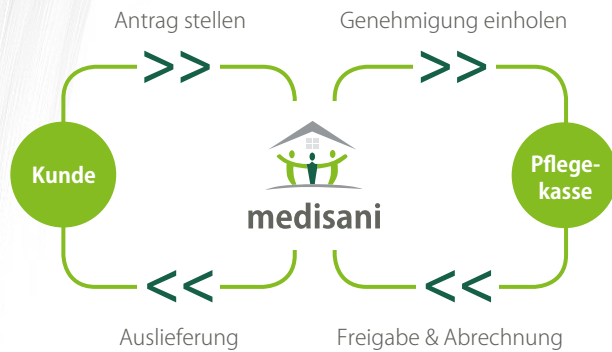 Antrag stellen
Genehmigung einholen
>>
>>
Kunde
medisani
Pflege-
kasse
<<
<<
Auslieferung
Freigabe & Abrechnung